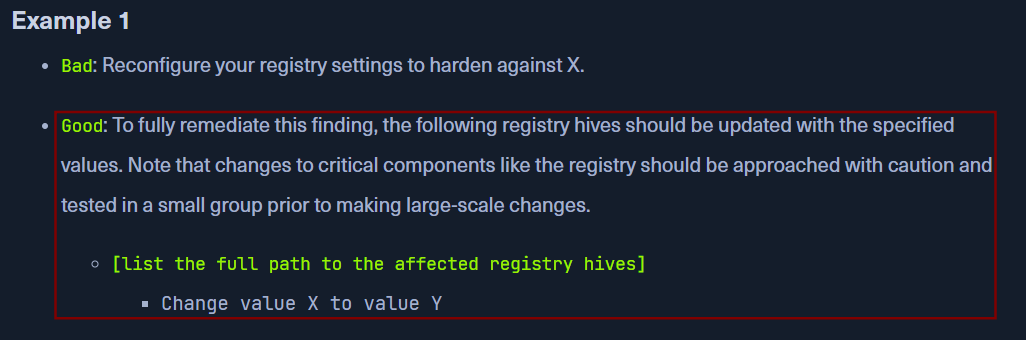 Example 1
• Bad: Reconfigure your registry settings to harden against X.
• Good: To fully remediate this finding, the following registry hives should be updated with the specified
values. Note that changes to critical components like the registry should be approached with caution and
tested in a small group prior to making large-scale changes.
○ [list the full path to the affected registry hives]
▪ Change value X to value Y